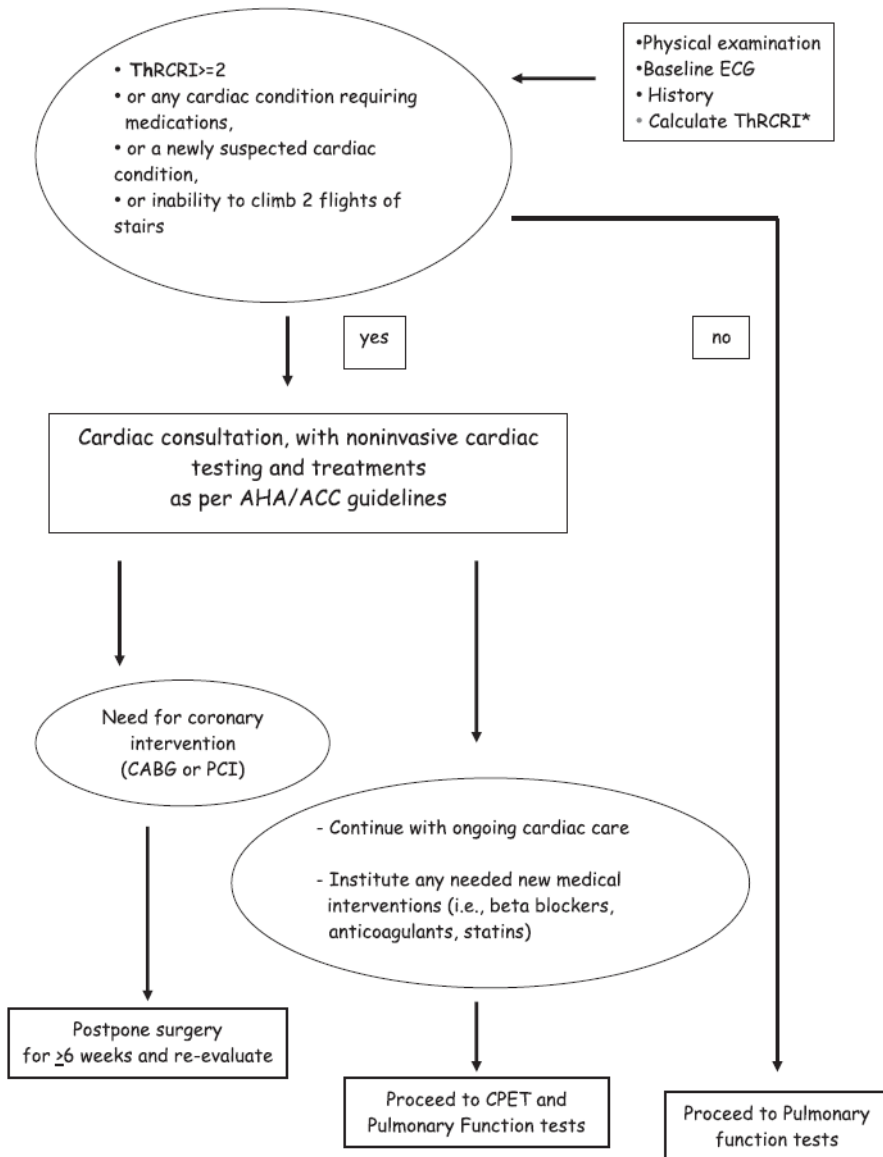 •Physical examination
•Baseline ECG
• History
• Calculate ThRCRI*
• ThRCRI>=2
• or any cardiac condition requiring
medications,
• or a newly suspected cardiac
condition,
• or inability to climb 2 flights of
stairs
yes
no
Cardiac consultation, with noninvasive cardiac
testing and treatments
as per AHA/ACC guidelines
Need for coronary
intervention
(CABG or PCI)
- Continue with ongoing cardiac care
- Institute any needed new medical
interventions (i.e., beta blockers,
anticoagulants, statins)
Postpone surgery
for ≥6 weeks and re-evaluate
Proceed to CPET and
Pulmonary Function tests
Proceed to Pulmonary
function tests